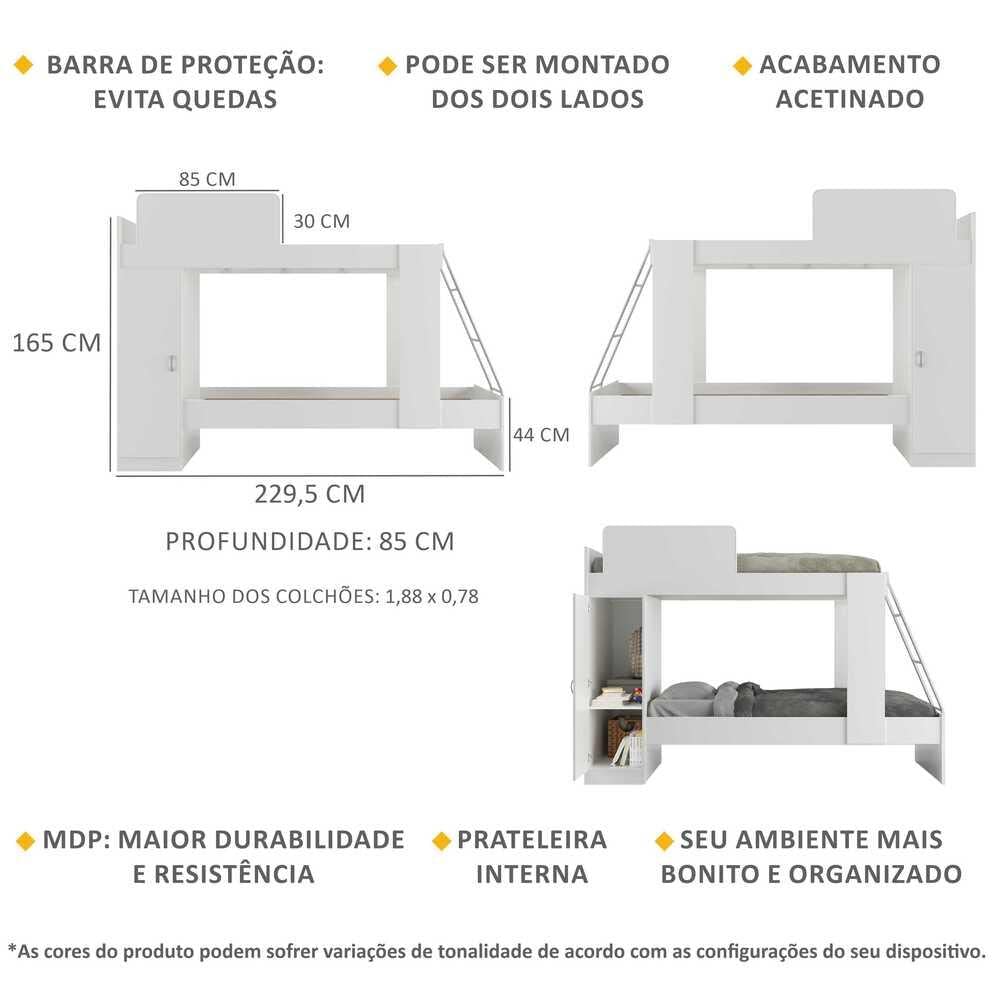 BARRA DE PROTEÇÃO:
EVITA QUEDAS
PODE SER MONTADO
DOS DOIS LADOS
ACABAMENTO
ACETINADO
85 CM
30 CM
165 CM
44 CM
229,5 CM
PROFUNDIDADE: 85 CM
TAMANHO DOS COLCHÕES: 1,88 x 0,78
MDP: MAIOR DURABILIDADE
E RESISTÊNCIA
PRATELEIRA
INTERNA
SEU AMBIENTE MAIS
BONITO E ORGANIZADO
*As cores do produto podem sofrer variações de tonalidade de acordo com as configurações do seu dispositivo.